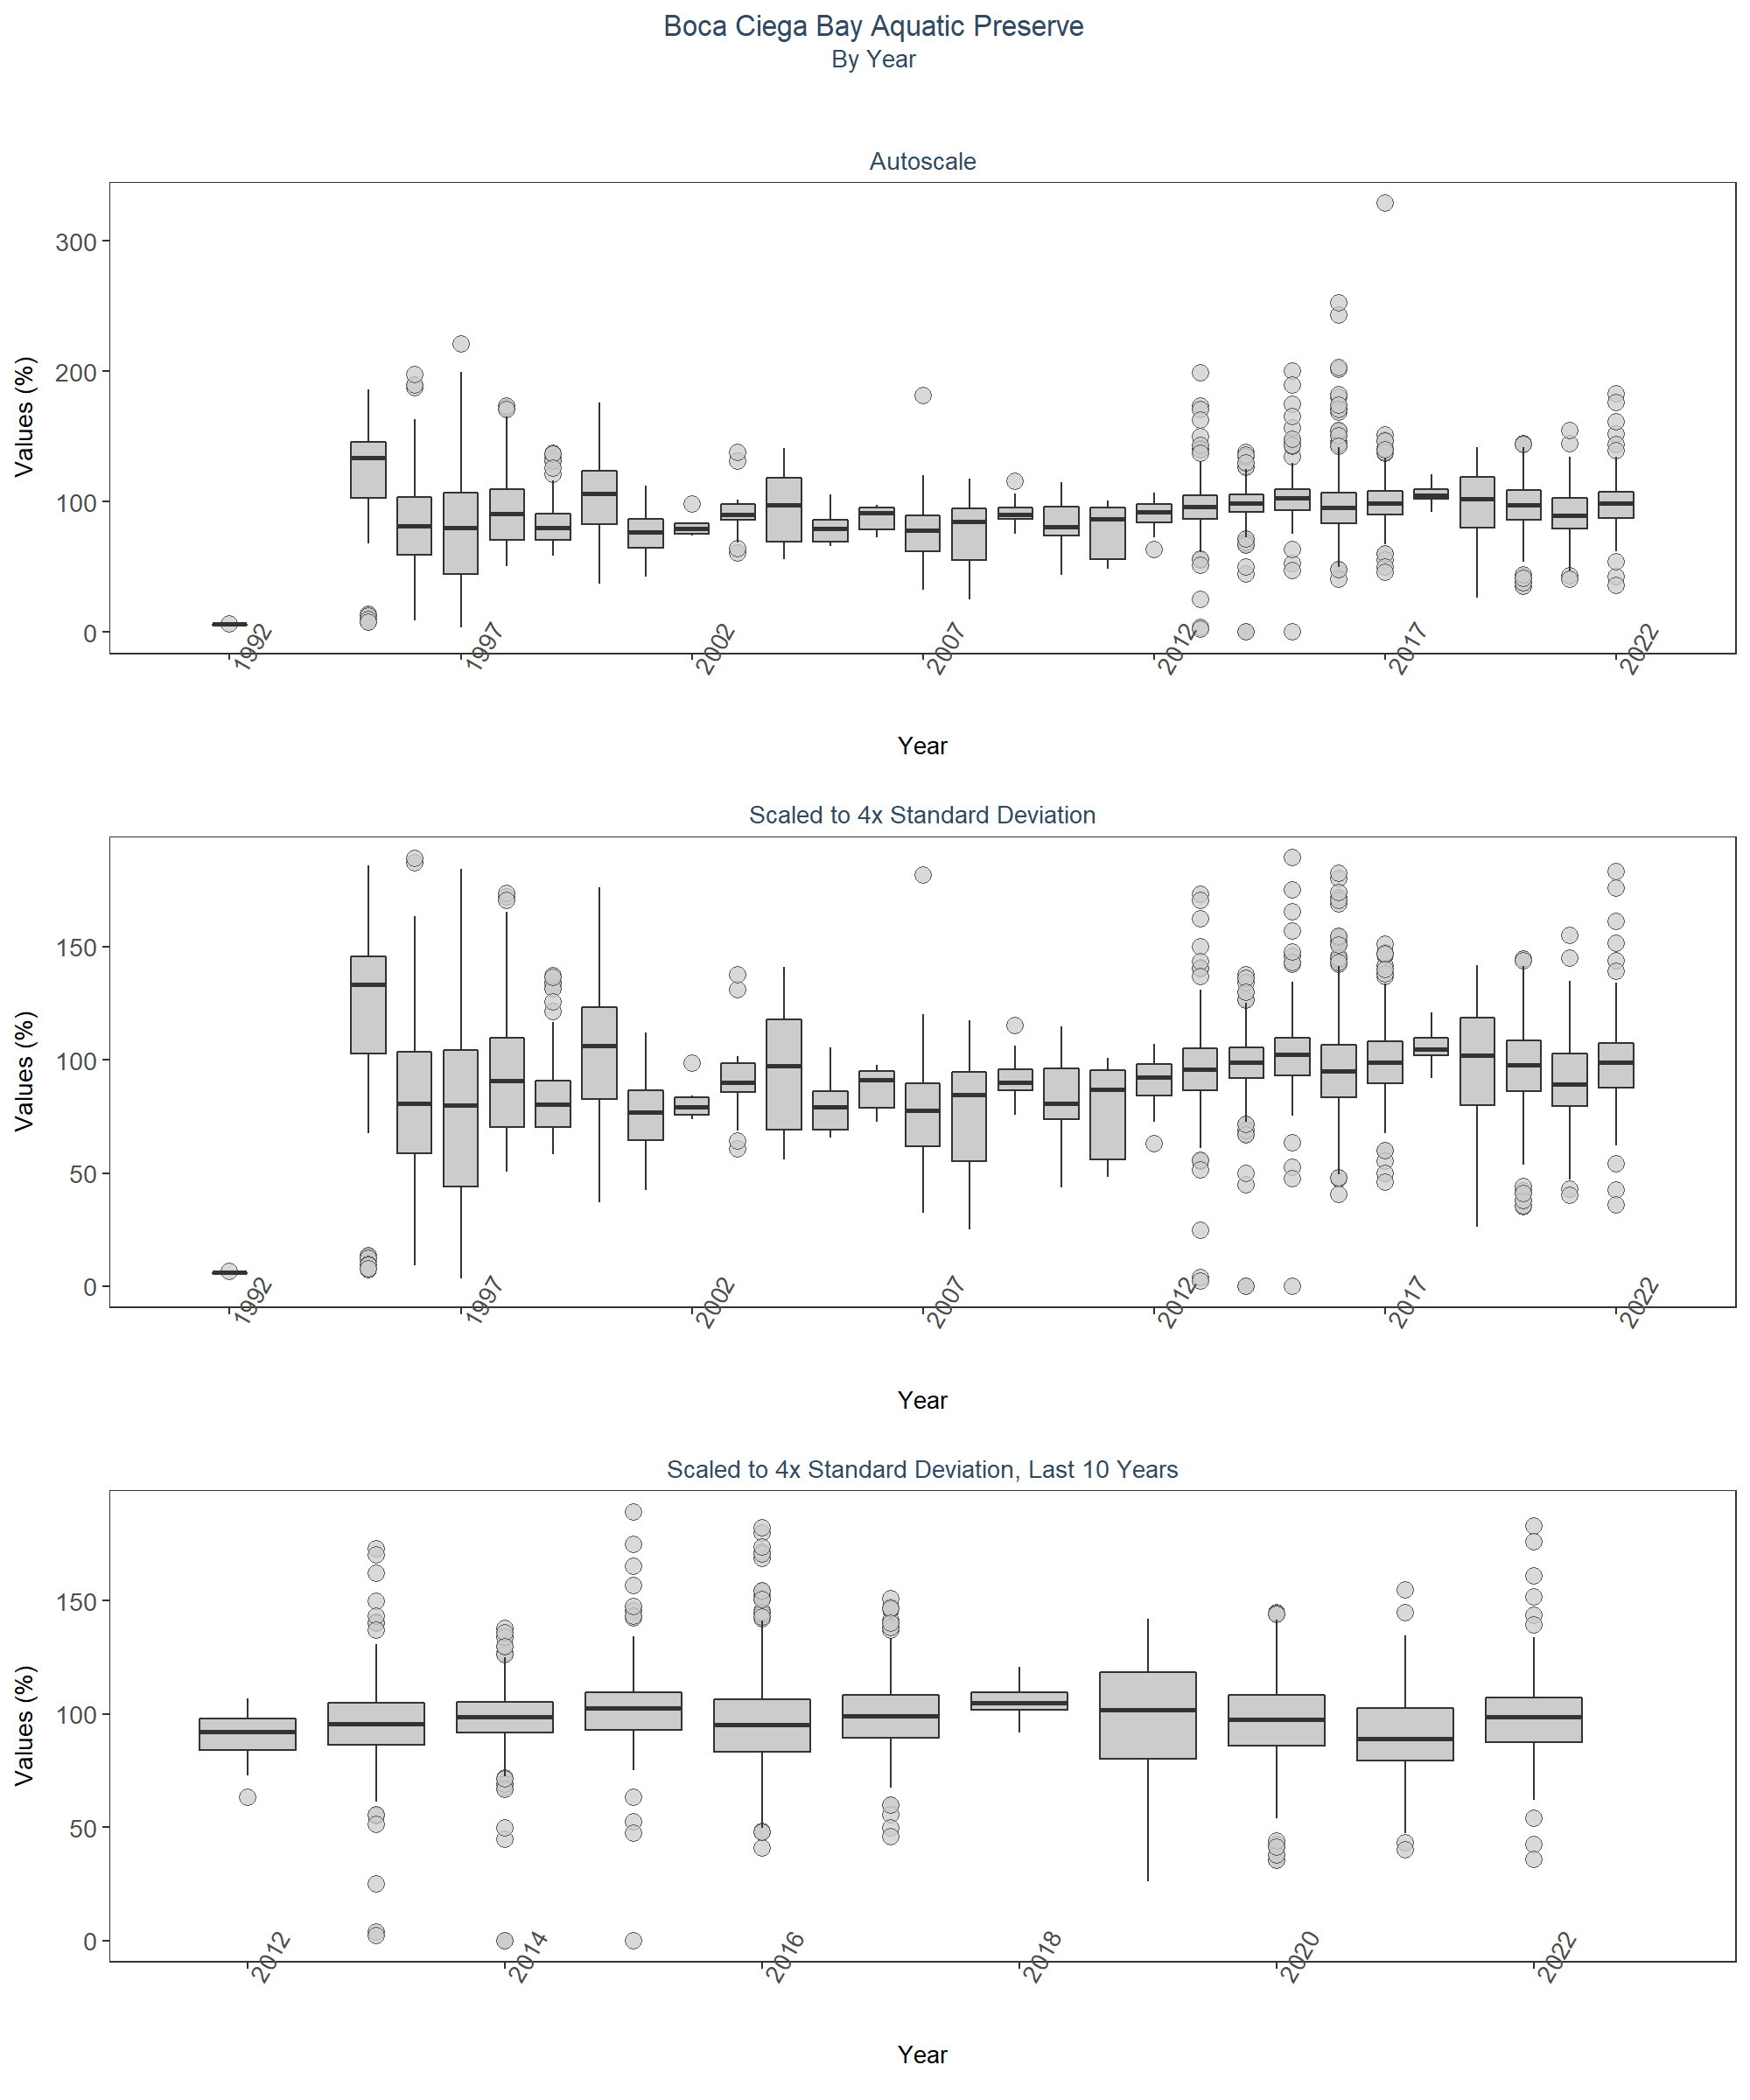 Boca Ciega Bay Aquatic Preserve
By Year
Autoscale
Values (%)
300
200
100
0
1992
1997
2002
2007
2012
2017
2022
Year
Scaled to 4x Standard Deviation
Values (%)
150
100
50
0
1992
1997
2002
2007
2012
2017
2022
Year
Scaled to 4x Standard Deviation, Last 10 Years
Values (%)
150
100
50
0
2012
2014
2016
2018
2020
2022
Year